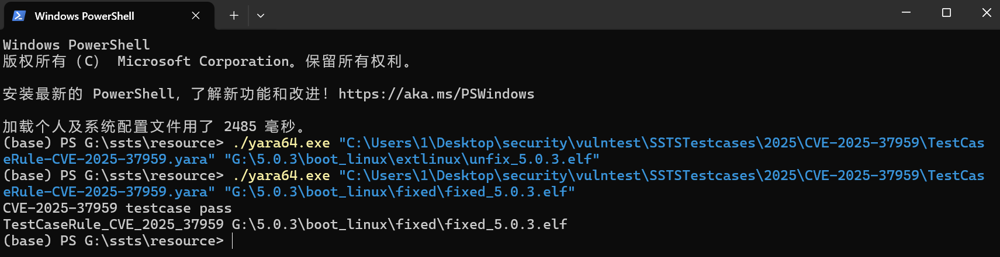 Windows PowerShell
Windows PowerShell
版权所有（C） Microsoft Corporation。保留所有权利。
安装最新的 PowerShell，了解新功能和改进！https://aka.ms/PSWindows
加载个人及系统配置文件用了 2485 毫秒。
(base) PS G:\ssts\resource> ./yara64.exe "C:\Users\1\Desktop\security\vulntest\SSTSTestcases\2025\CVE-2025-37959\TestCas
eRule-CVE-2025-37959.yara" "G:\5.0.3\boot_linux\extlinux\unfix_5.0.3.elf"
(base) PS G:\ssts\resource> ./yara64.exe "C:\Users\1\Desktop\security\vulntest\SSTSTestcases\2025\CVE-2025-37959\TestCas
eRule-CVE-2025-37959.yara" "G:\5.0.3\boot_linux\fixed\fixed_5.0.3.elf"
CVE-2025-37959 testcase pass
TestCaseRule_CVE_2025_37959 G:\5.0.3\boot_linux\fixed\fixed_5.0.3.elf
(base) PS G:\ssts\resource>